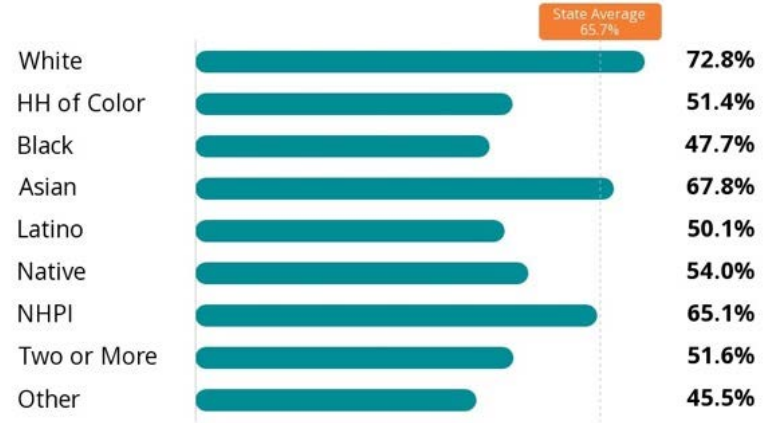 State Average
65.7%
White 72.8%
HH of Color 51.4%
Black 47.7%
Asian 67.8%
Latino 50.1%
Native 54.0%
NHPI 65.1%
Two or More 51.6%
Other 45.5%